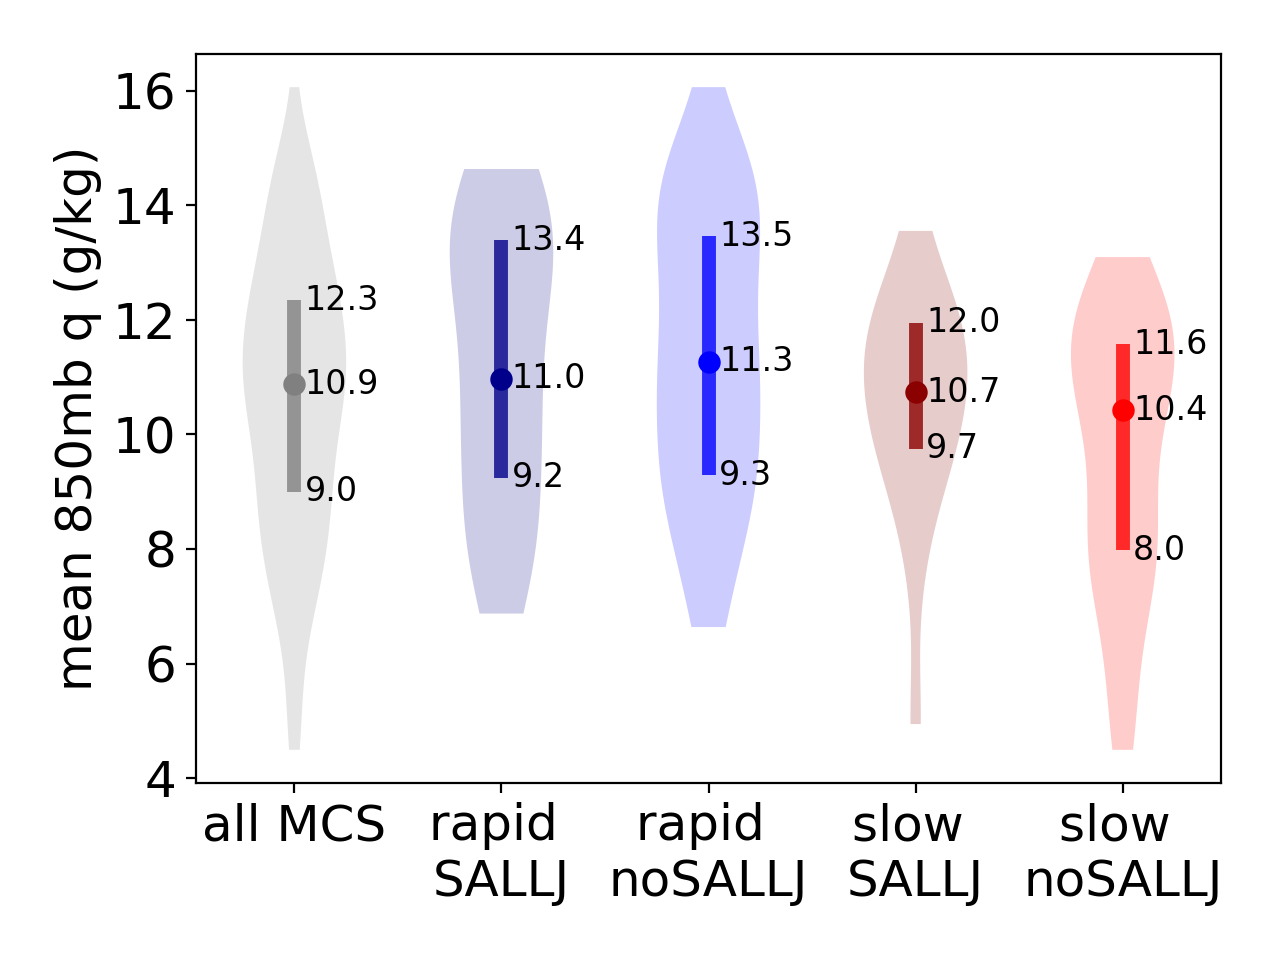 mean 850mb q (g/kg)
16
14
12
10
8
6
4
12.3
10.9
9.0
13.4
11.0
9.2
13.5
11.3
9.3
12.0
10.7
9.7
11.6
10.4
8.0
all MCS
rapid
SALLJ
rapid
noSALLJ
slow
SALLJ
slow
noSALLJ